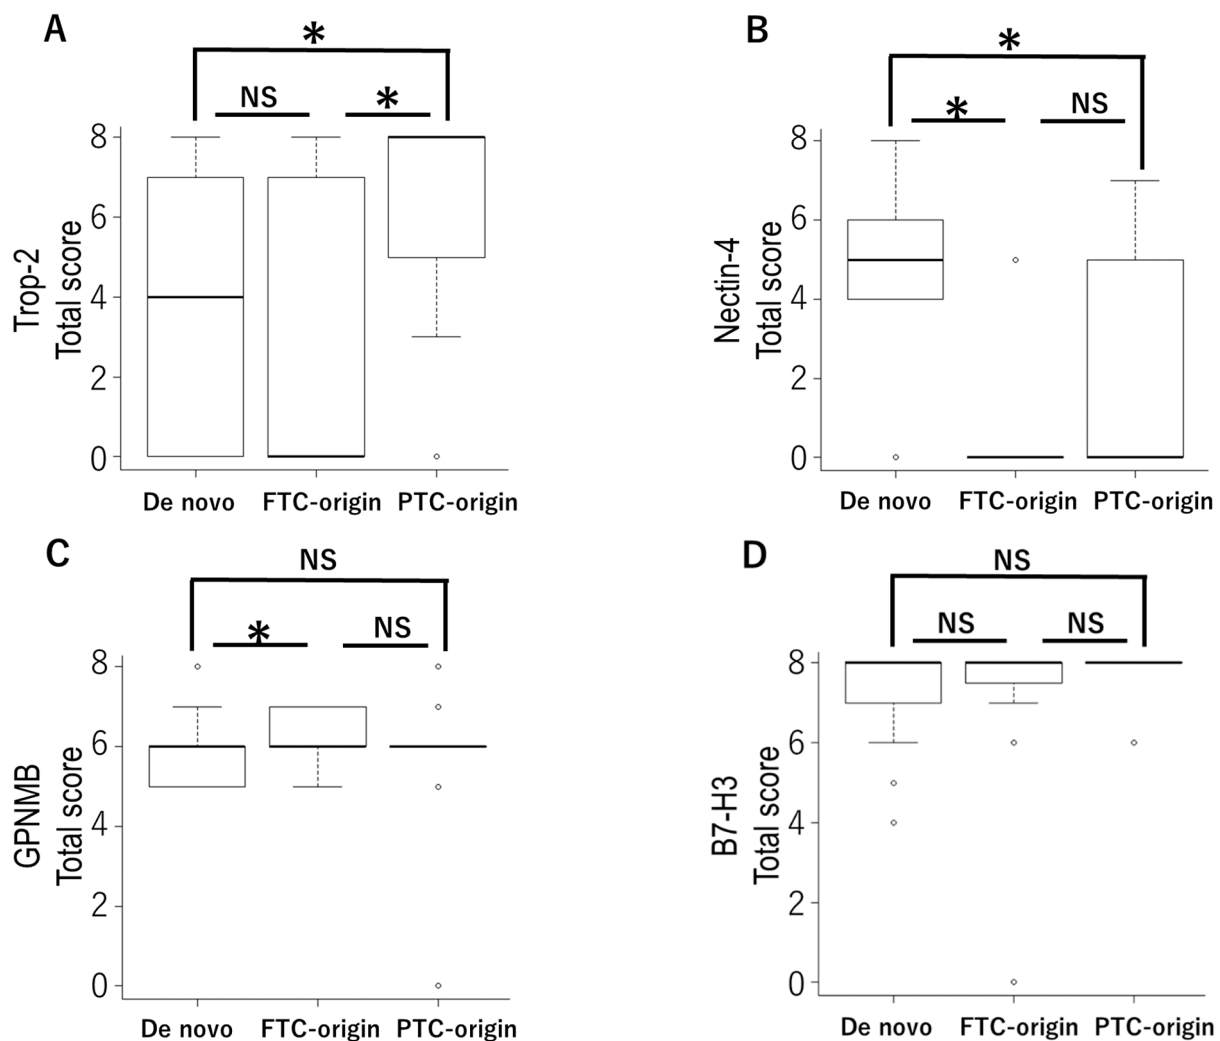 A
*
NS
*
8
6
4
2
0
Trop-2
Total score
De novo
FTC-origin
PTC-origin
B
*
*
NS
8
6
4
2
0
Nectin-4
Total score
De novo
FTC-origin
PTC-origin
C
NS
*
NS
8
6
4
2
0
GPNMB
Total score
De novo
FTC-origin
PTC-origin
D
NS
NS
NS
8
6
4
2
0
B7-H3
Total score
De novo
FTC-origin
PTC-origin